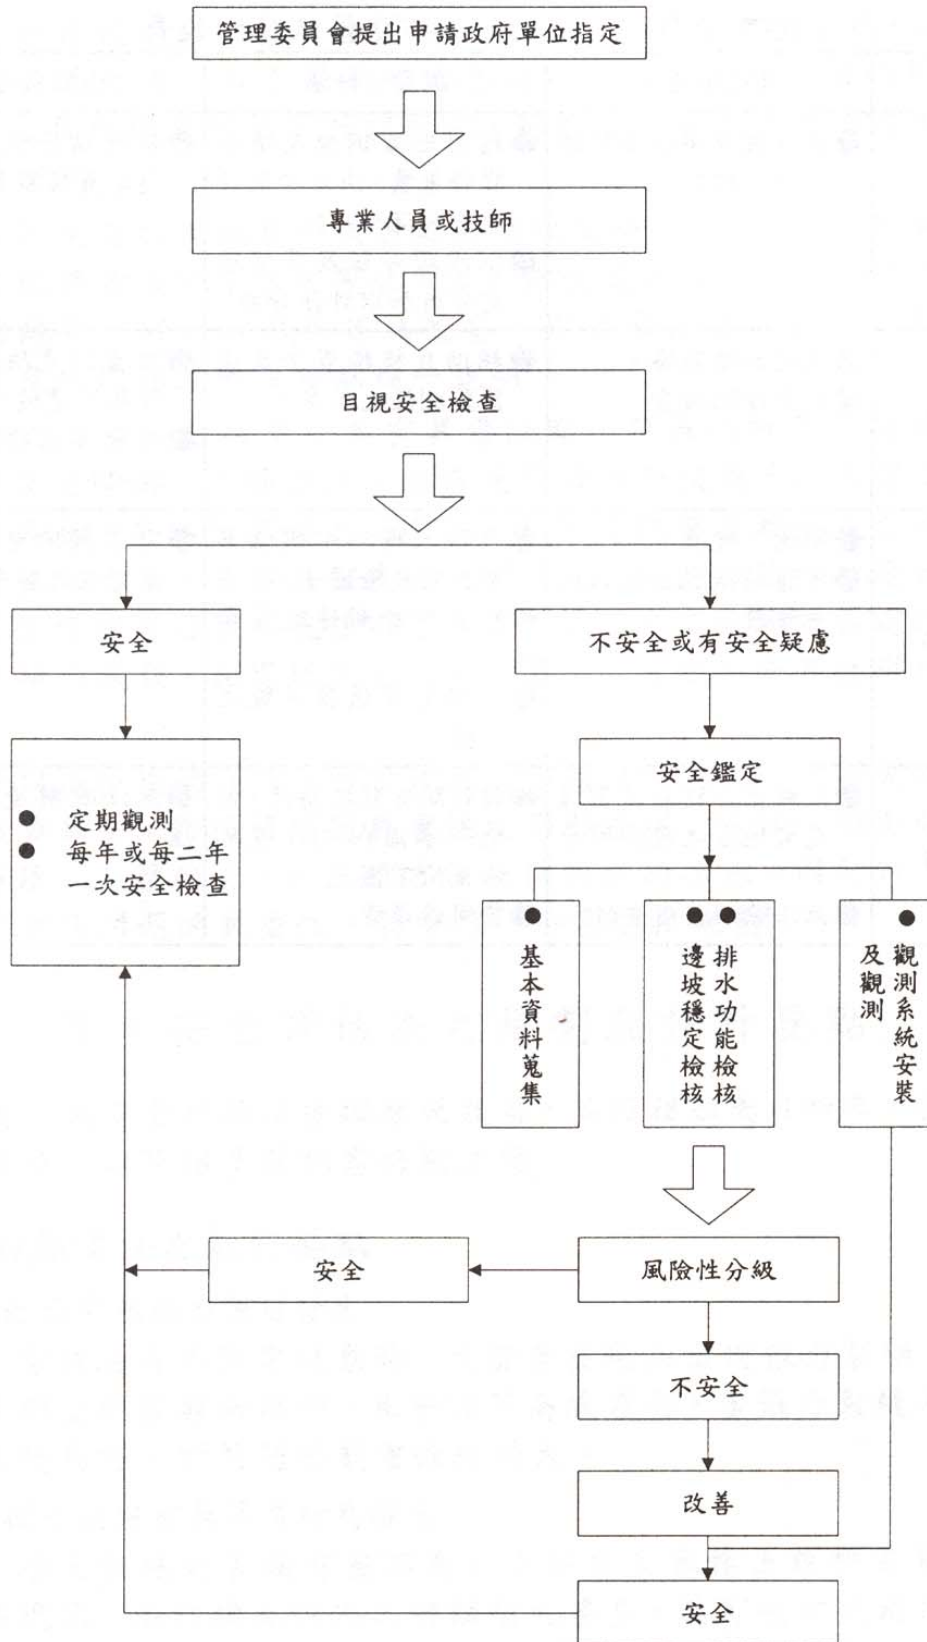 管理委員會提出申請政府單位指定
專業人員或技師
目視安全檢查
安全
不安全或有安全疑慮
● 定期觀測
● 每年或每二年
一次安全檢查
安全鑑定
● 基本資料蒐集
● 排水功能檢核
● 邊坡穩定檢核
● 觀測系統安裝
及觀測
安全
風險性分級
不安全
改善
安全